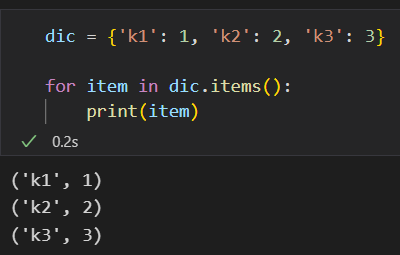 dic = {'k1': 1, 'k2': 2, 'k3': 3}
for item in dic.items():
    print(item)
✓ 0.2s
('k1', 1)
('k2', 2)
('k3', 3)